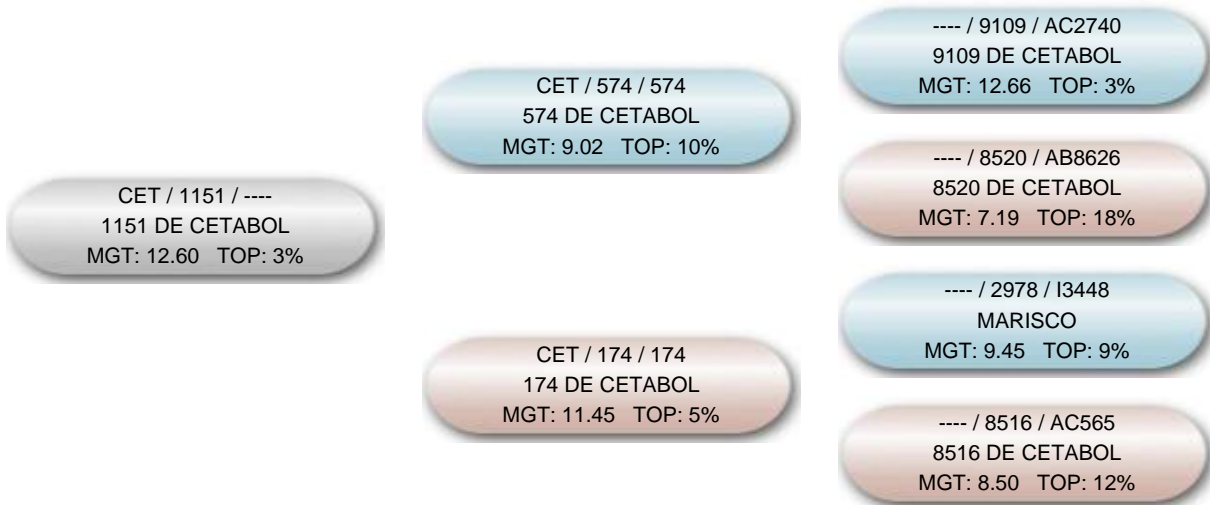 CET / 1151 / ----
1151 DE CETABOL
MGT: 12.60 TOP: 3%
CET / 574 / 574
574 DE CETABOL
MGT: 9.02 TOP: 10%
CET / 174 / 174
174 DE CETABOL
MGT: 11.45 TOP: 5%
---- / 9109 / AC2740
9109 DE CETABOL
MGT: 12.66 TOP: 3%
---- / 8520 / AB8626
8520 DE CETABOL
MGT: 7.19 TOP: 18%
---- / 2978 / I3448
MARISCO
MGT: 9.45 TOP: 9%
---- / 8516 / AC565
8516 DE CETABOL
MGT: 8.50 TOP: 12%